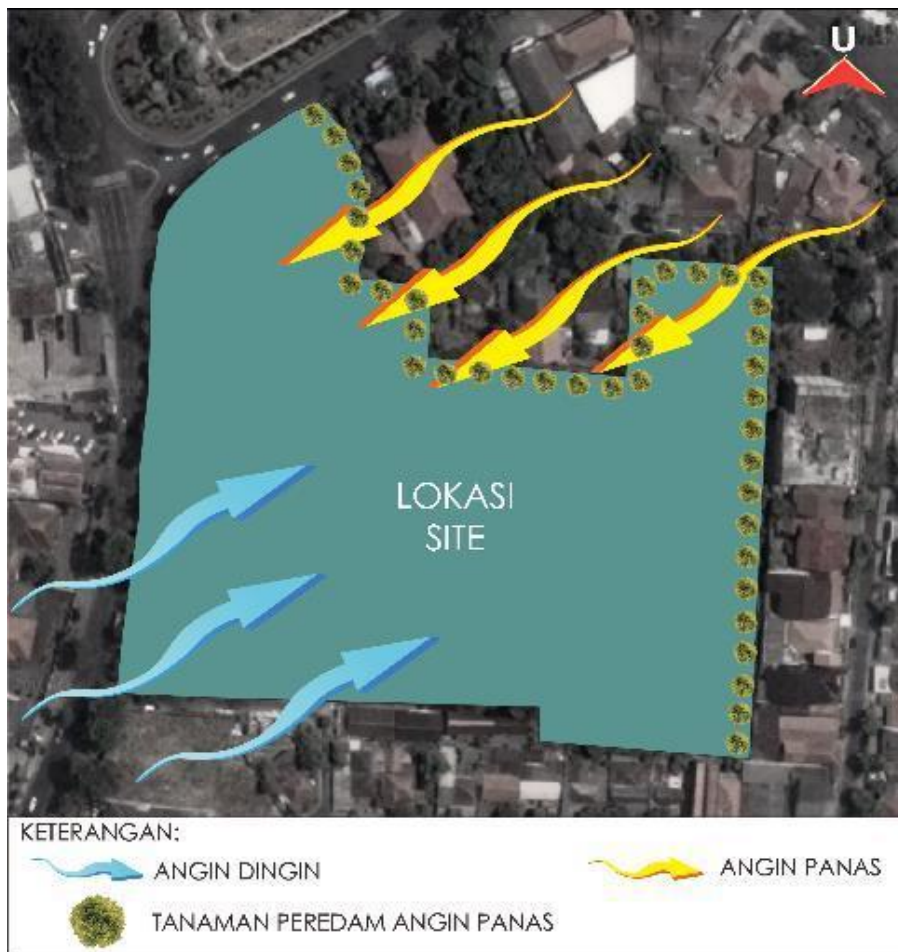 U
LOKASI
SITE
KETERANGAN:
ANGIN DINGIN
ANGIN PANAS
TANAMAN PEREDAM ANGIN PANAS